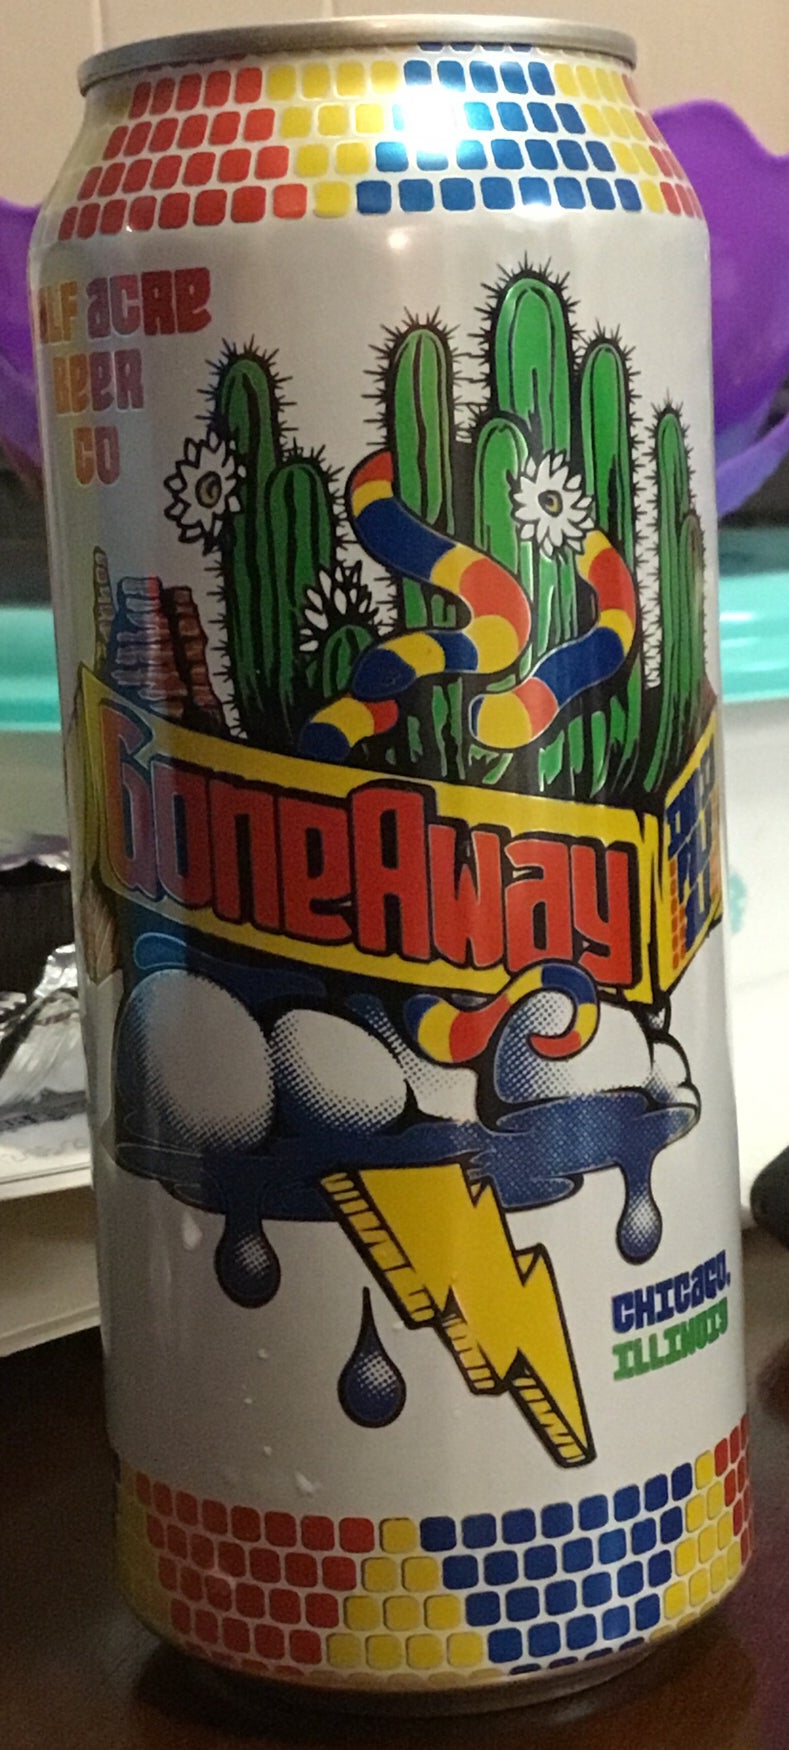 ACRE
BEER
CO
GoneAway
CHICAGO,
ILLINOIS